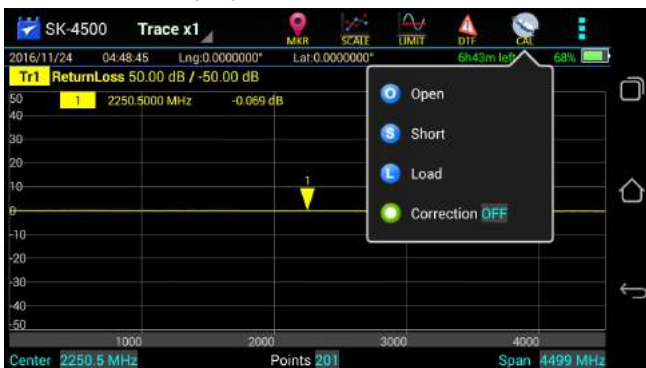 SK-4500 Trace x1 MKR SCALE LIMIT DTF CAL
2016/11/24 04:48:45 Lng:0.0000000° Lat:0.0000000° 6h43m left 68%
Tr1 ReturnLoss 50.00 dB / -50.00 dB
50 1 2250.5000 MHz -0.069 dB
O Open
40
30
S Short
20
L Load
10 1
Correction OFF
0
-10
-20
-30
-40
-50
1000 2000 3000 4000
Center 2250.5 MHz Points 201 Span 4499 MHz